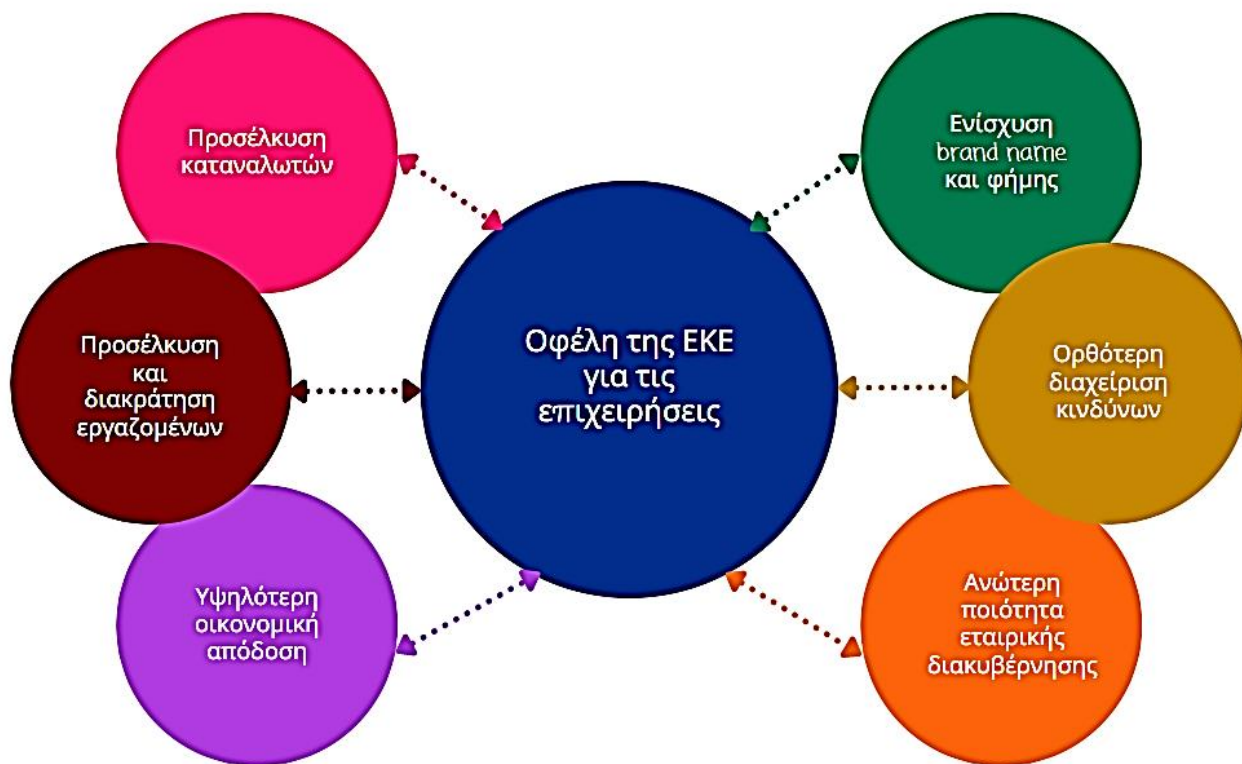 Προσέλκυση
καταναλωτών
Ενίσχυση
brand name
και φήμης
Προσέλκυση
και
διακράτηση
εργαζομένων
Οφέλη της ΕΚΕ
για τις
επιχειρήσεις
Ορθότερη
διαχείριση
κινδύνων
Υψηλότερη
οικονομική
απόδοση
Ανώτερη
ποιότητα
εταιρικής
διακυβέρνησης